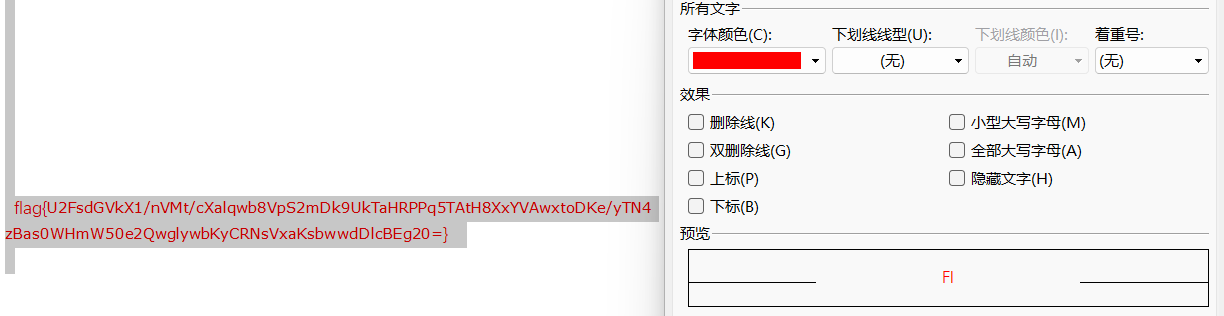 所有文字
字体颜色(C): 下划线线型(U): 下划线颜色(I): 着重号:
(无) 自动 (无)
效果
删除线(K) 小型大写字母(M)
双删除线(G) 全部大写字母(A)
上标(P) 隐藏文字(H)
下标(B)
flag{U2FsdGVkX1/nVMt/cXalqwb8VpS2mDk9UkTaHRPPq5TAtH8XxYVAwxtoDKe/yTN4
zBas0WHmW50e2QwglywbKyCRNsVxaKsbwwdDlcBEg20=}
预览
FI